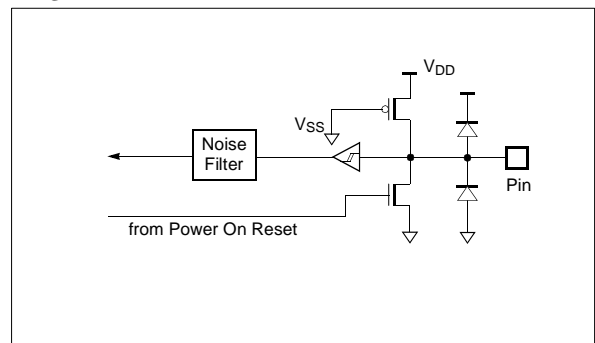 VDD
VSS
Noise
Filter
Pin
from Power On Reset